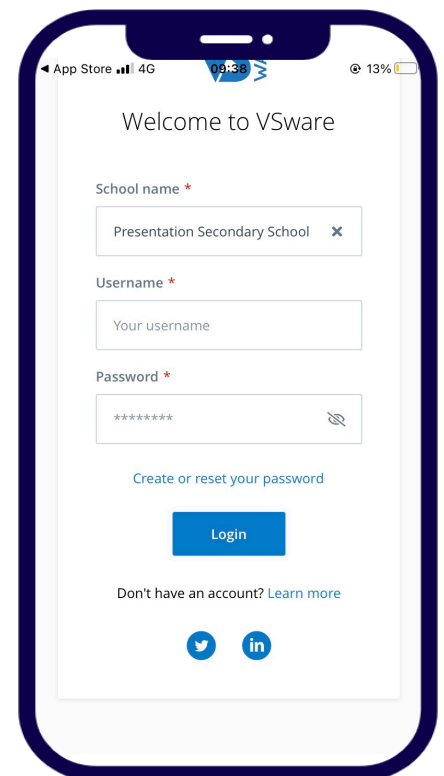 ◀ App Store 4G 09:38 13%
Welcome to VSware
School name *
Presentation Secondary School
Username *
Your username
Password *
********
Create or reset your password
Login
Don't have an account? Learn more
in